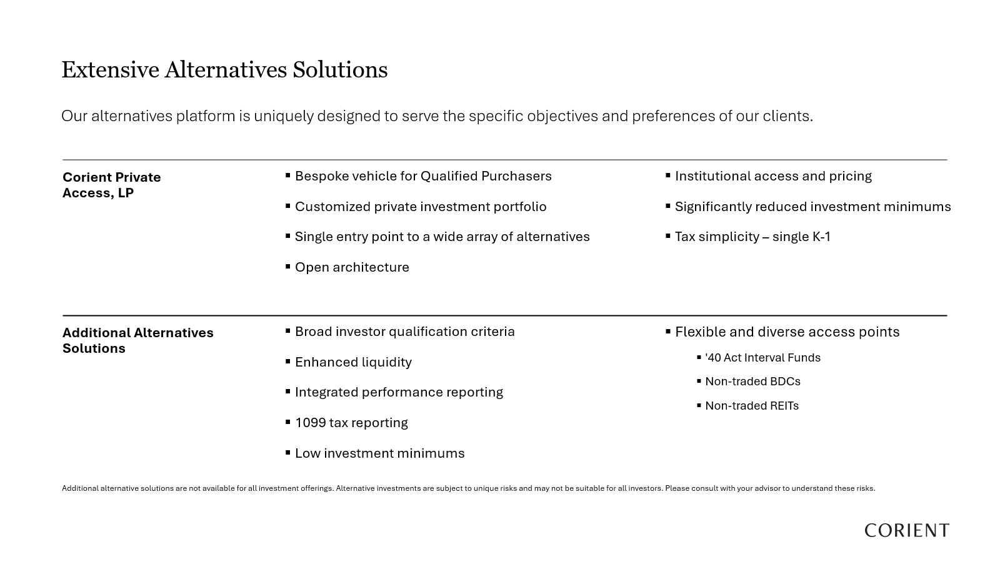 Extensive Alternatives Solutions
Our alternatives platform is uniquely designed to serve the specific objectives and preferences of our clients.
Corient Private
Access, LP
▪ Bespoke vehicle for Qualified Purchasers
▪ Customized private investment portfolio
▪ Single entry point to a wide array of alternatives
▪ Open architecture
▪ Institutional access and pricing
▪ Significantly reduced investment minimums
▪ Tax simplicity – single K-1
Additional Alternatives
Solutions
▪ Broad investor qualification criteria
▪ Enhanced liquidity
▪ Integrated performance reporting
▪ 1099 tax reporting
▪ Low investment minimums
▪ Flexible and diverse access points
▪ '40 Act Interval Funds
▪ Non-traded BDCs
▪ Non-traded REITs
Additional alternative solutions are not available for all investment offerings. Alternative investments are subject to unique risks and may not be suitable for all investors. Please consult with your advisor to understand these risks.
CORIENT